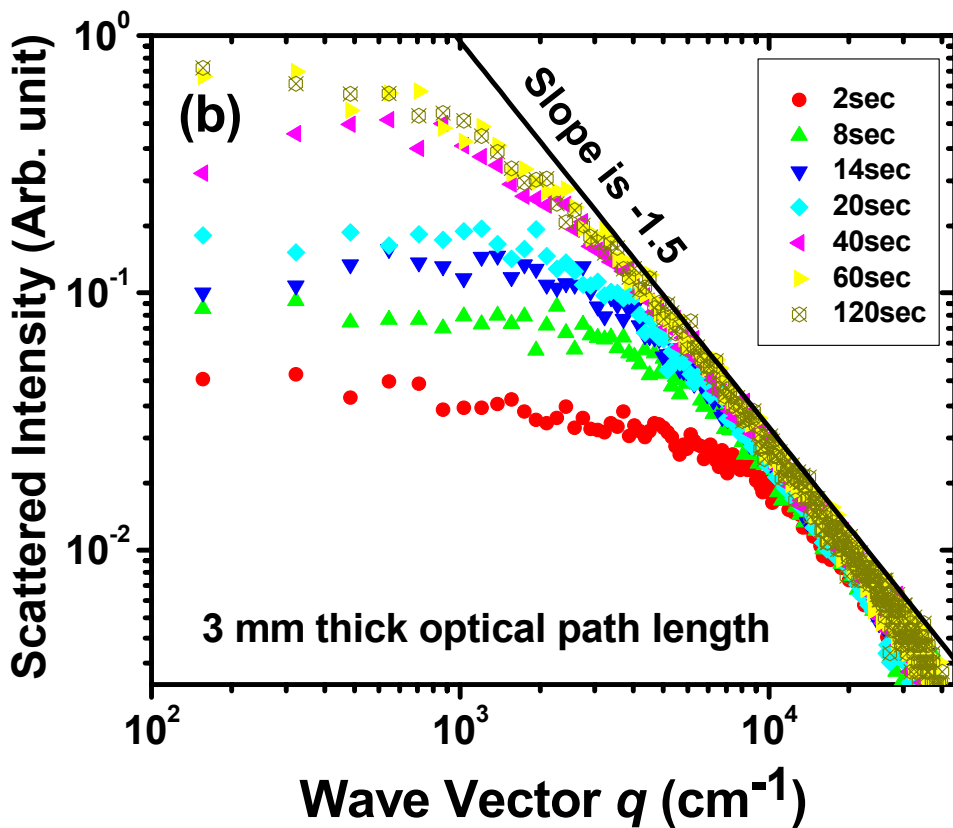 Scattered Intensity (Arb. unit)
10^0
10^-1
10^-2
(b)
Slope is -1.5
2sec
8sec
14sec
20sec
40sec
60sec
120sec
3 mm thick optical path length
10^2
10^3
10^4
Wave Vector q (cm^-1)